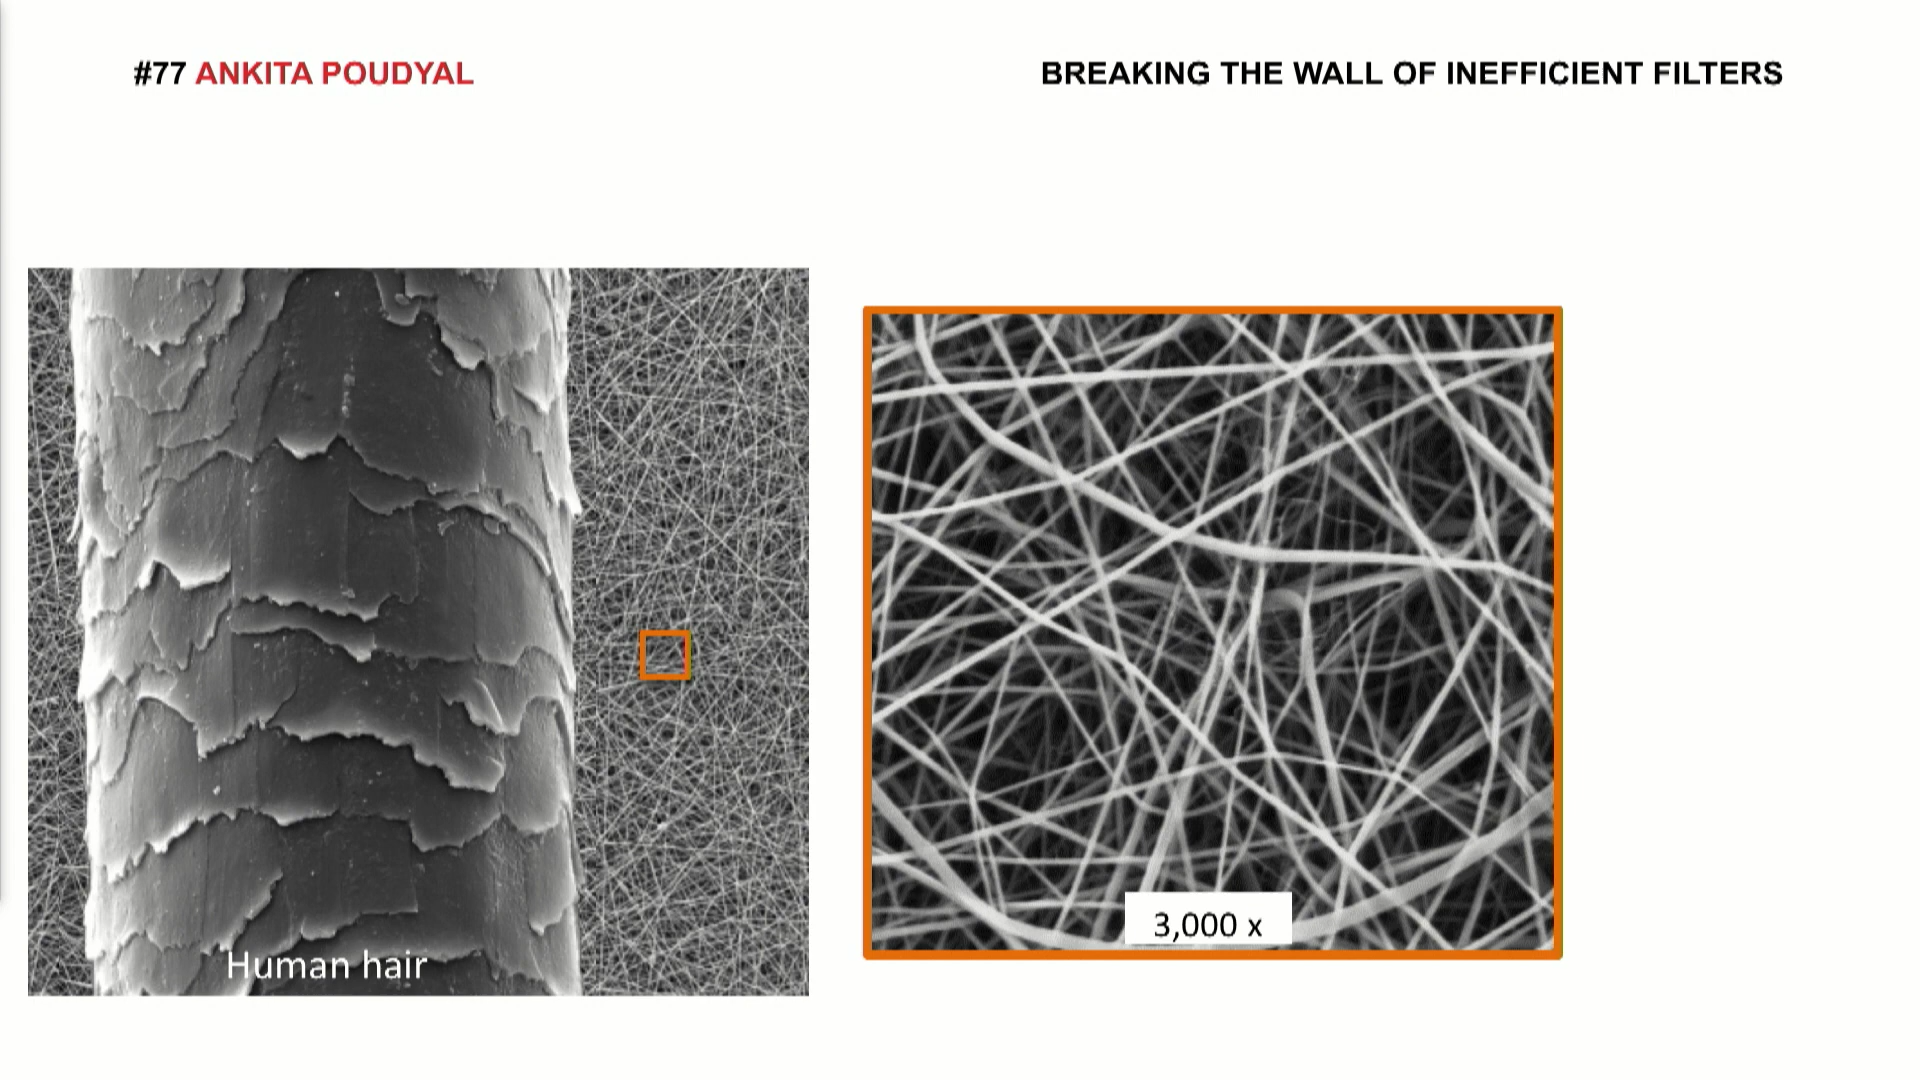 #77 ANKITA POUDYAL
BREAKING THE WALL OF INEFFICIENT FILTERS
Human hair
3,000 x